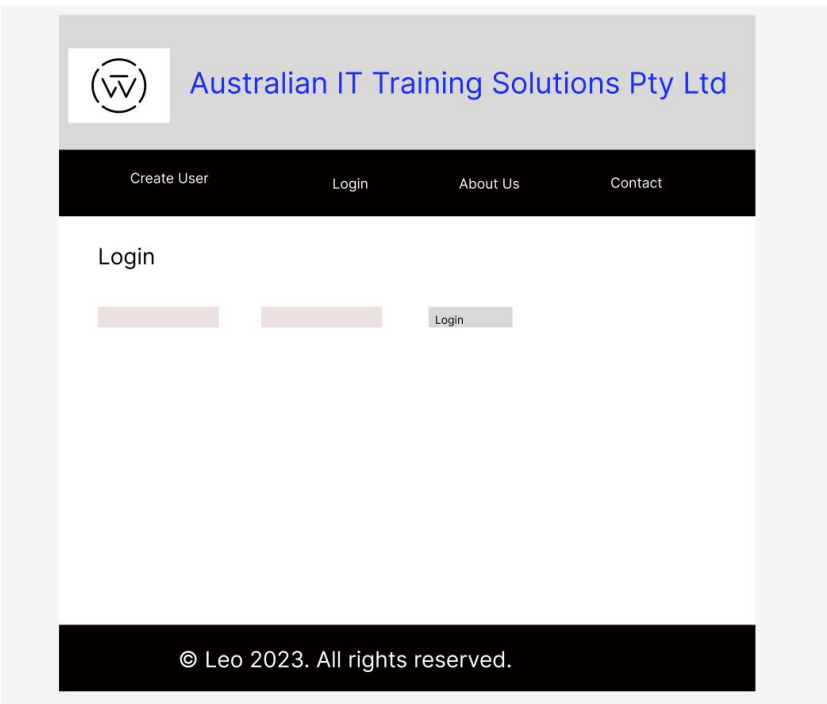 Australian IT Training Solutions Pty Ltd
Create User Login About Us Contact
Login
Login
© Leo 2023. All rights reserved.